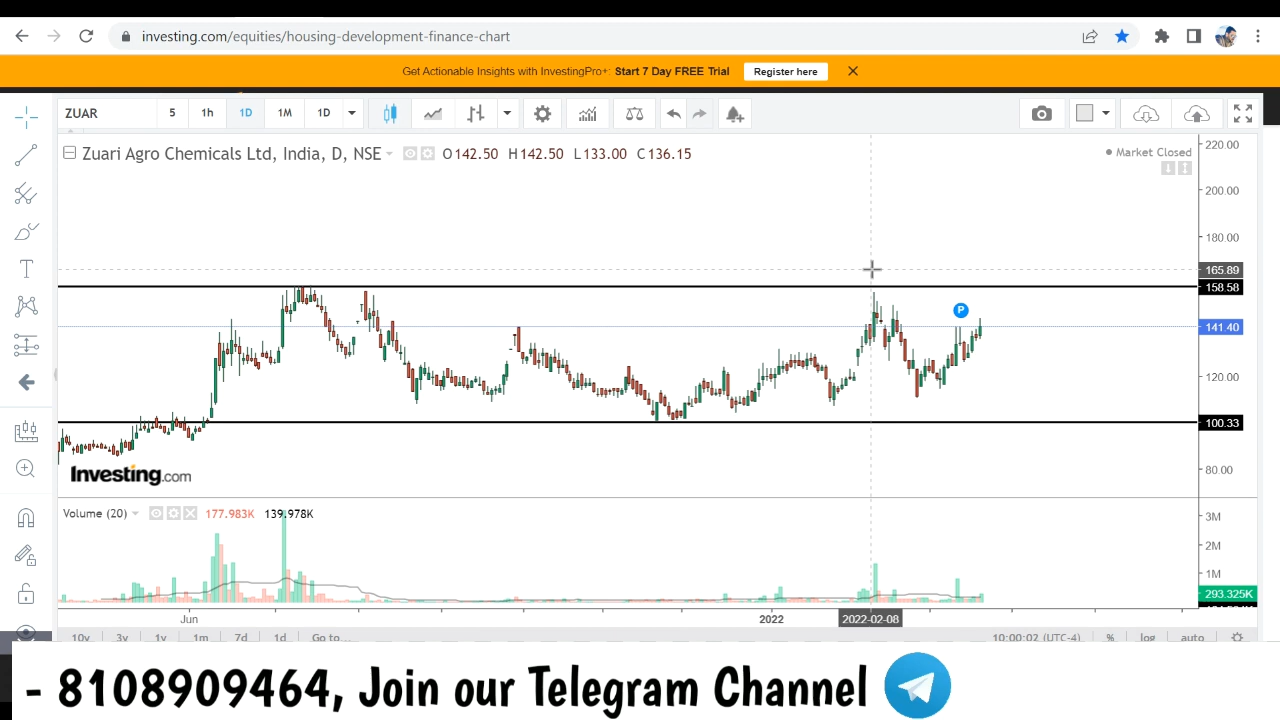 investing.com/equities/housing-development-finance-chart
Get Actionable Insights with InvestingPro+: Start 7 Day FREE Trial
Register here
ZUAR
5
1h
1D
1M
1D
Zuari Agro Chemicals Ltd, India, D, NSE
O142.50 H142.50 L133.00 C136.15
Market Closed
220.00
200.00
180.00
165.89
158.58
141.40
120.00
100.33
80.00
Investing.com
Volume (20)
177.983K
139.978K
3M
2M
1M
293.325K
Jun
2022
2022-02-08
10y 3y 1y 1m 7d 1d Go to...
10:00:02 (UTC-4) % log auto
- 8108909464, Join our Telegram Channel